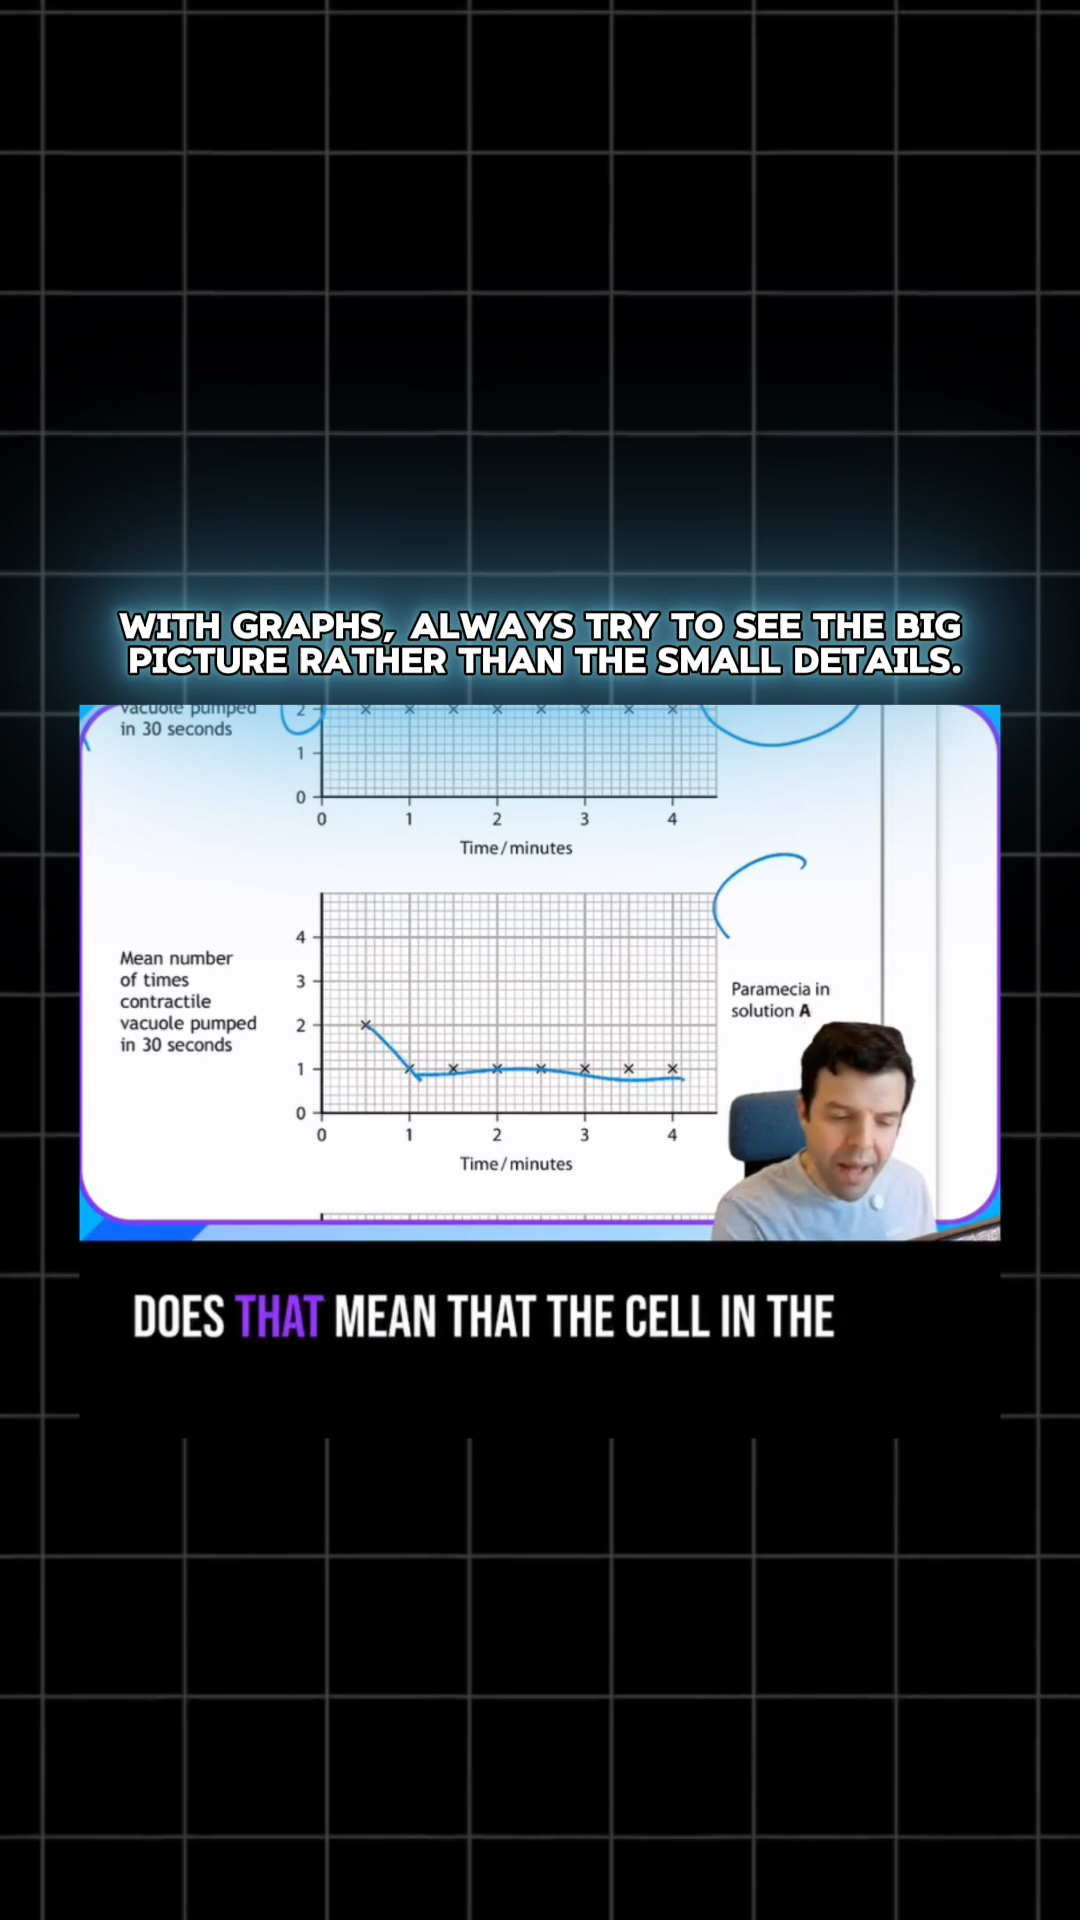 WITH GRAPHS, ALWAYS TRY TO SEE THE BIG
PICTURE RATHER THAN THE SMALL DETAILS.
vacuole pumped
in 30 seconds
2
1
0
0 1 2 3 4
Time/minutes
Mean number
of times
contractile
vacuole pumped
in 30 seconds
4
3
2
1
0
0 1 2 3 4
Time/minutes
Paramecia in
solution A
DOES THAT MEAN THAT THE CELL IN THE